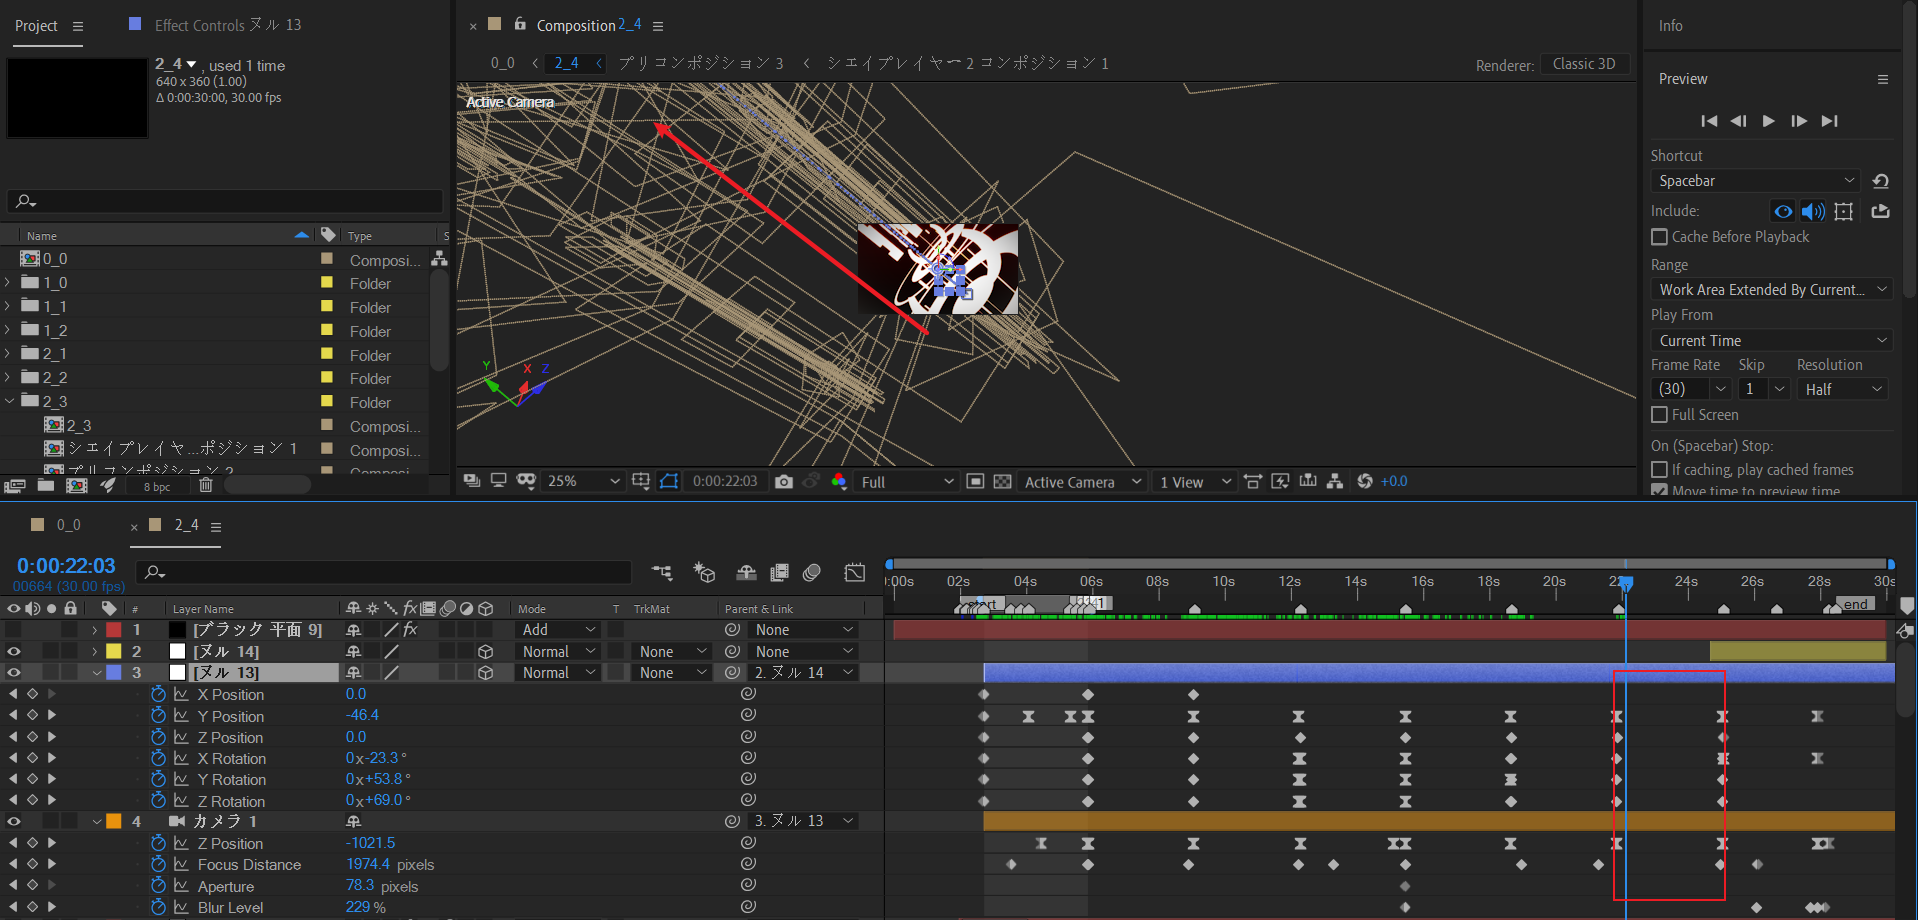 Project
Effect Controls ヌル 13
2_4 , used 1 time
640 x 360 (1.00)
Δ 0:00:30:00, 30.00 fps
Name Type S
0_0 Composi...
1_0 Folder
1_1 Folder
1_2 Folder
2_1 Folder
2_2 Folder
2_3 Folder
2_3 Composi...
シェイプレイヤ...ポジション 1 Composi...
プリコンポジション 2 Composi...
8 bpc
× Composition 2_4
0_0 ‹ 2_4 ‹ プリコンポジション 3 ‹ シェイプレイヤー 2 コンポジション 1
Renderer: Classic 3D
Active Camera
Y X Z
25% 0:00:22:03 Full Active Camera 1 View +0.0
Info
Preview
Shortcut
Spacebar
Include:
Cache Before Playback
Range
Work Area Extended By Current...
Play From
Current Time
Frame Rate Skip Resolution
(30) 1 Half
Full Screen
On (Spacebar) Stop:
If caching, play cached frames
Move time to preview time
0_0 × 2_4
0:00:22:03
00664 (30.00 fps)
# Layer Name fx Mode T TrkMat Parent & Link
:00s 02s 04s 06s 08s 10s 12s 14s 16s 18s 20s 22s 24s 26s 28s 30s
end
1 [ブラック 平面 9] fx Add None
2 [ヌル 14] Normal None None
3 [ヌル 13] Normal None 2. ヌル 14
X Position 0.0
Y Position -46.4
Z Position 0.0
X Rotation 0x-23.3°
Y Rotation 0x+53.8°
Z Rotation 0x+69.0°
4 カメラ 1 3. ヌル 13
Z Position -1021.5
Focus Distance 1974.4 pixels
Aperture 78.3 pixels
Blur Level 229 %